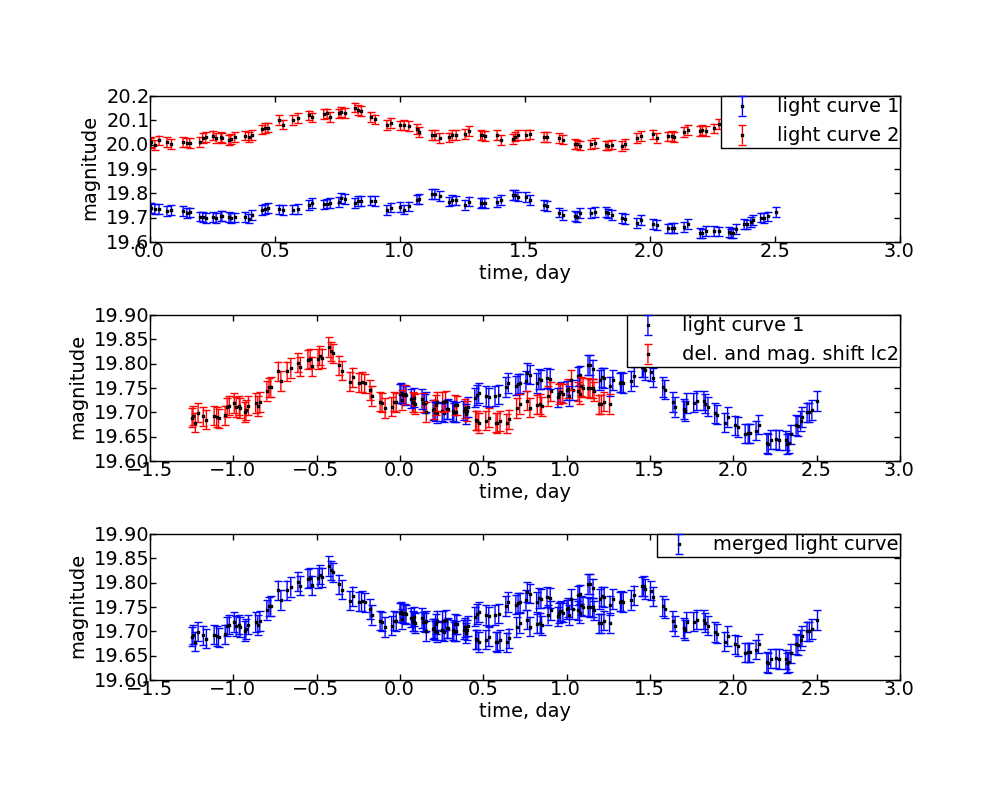 20.2
20.1
20.0
19.9
19.8
19.7
19.6
magnitude
light curve 1
light curve 2
0.0 0.5 1.0 1.5 2.0 2.5 3.0
time, day
19.90
19.85
19.80
19.75
19.70
19.65
19.60
magnitude
light curve 1
del. and mag. shift lc2
−1.5 −1.0 −0.5 0.0 0.5 1.0 1.5 2.0 2.5 3.0
time, day
19.90
19.85
19.80
19.75
19.70
19.65
19.60
magnitude
merged light curve
−1.5 −1.0 −0.5 0.0 0.5 1.0 1.5 2.0 2.5 3.0
time, day